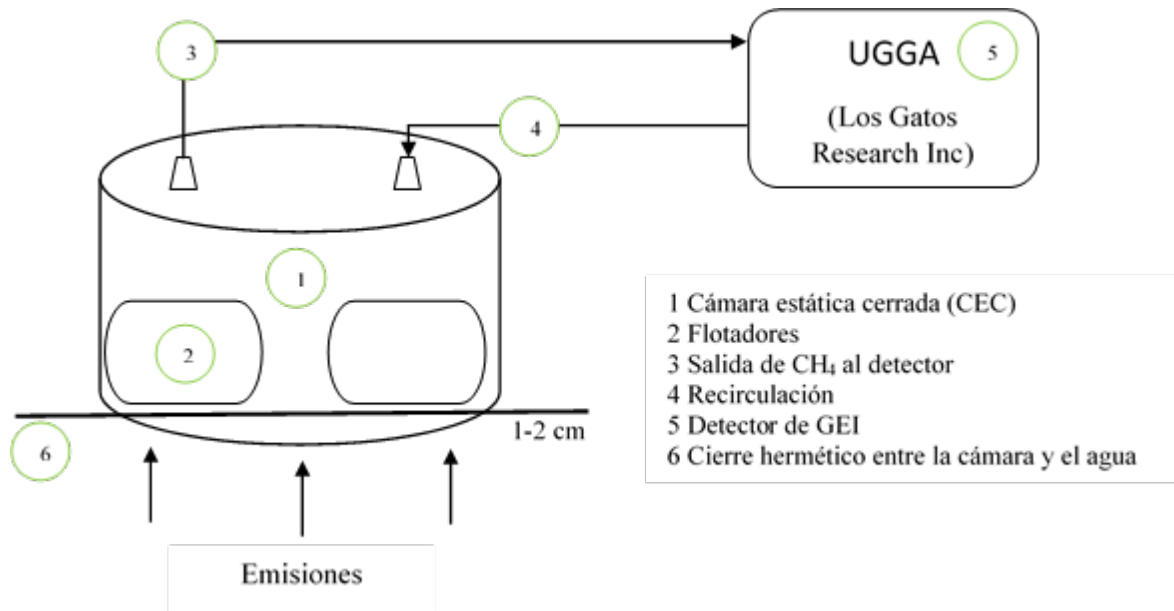 3
UGGA
5
(Los Gatos
Research Inc)
4
1
2
1-2 cm
6
Emisiones
1 Cámara estática cerrada (CEC)
2 Flotadores
3 Salida de CH₄ al detector
4 Recirculación
5 Detector de GEI
6 Cierre hermético entre la cámara y el agua